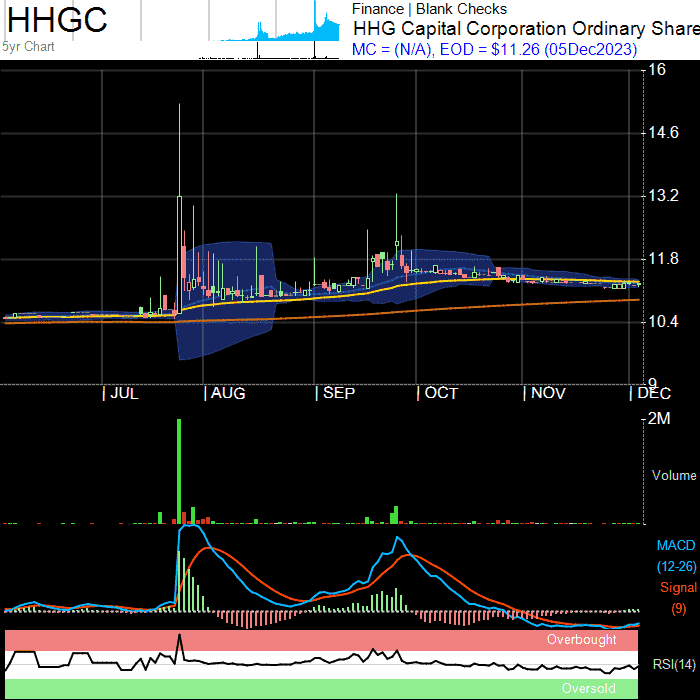 HHGC
5yr Chart
Finance | Blank Checks
HHG Capital Corporation Ordinary Share
MC = (N/A), EOD = $11.26 (05Dec2023)
16
14.6
13.2
11.8
10.4
9
JUL AUG SEP OCT NOV DEC
2M
Volume
MACD
(12-26)
Signal
(9)
Overbought
RSI(14)
Oversold